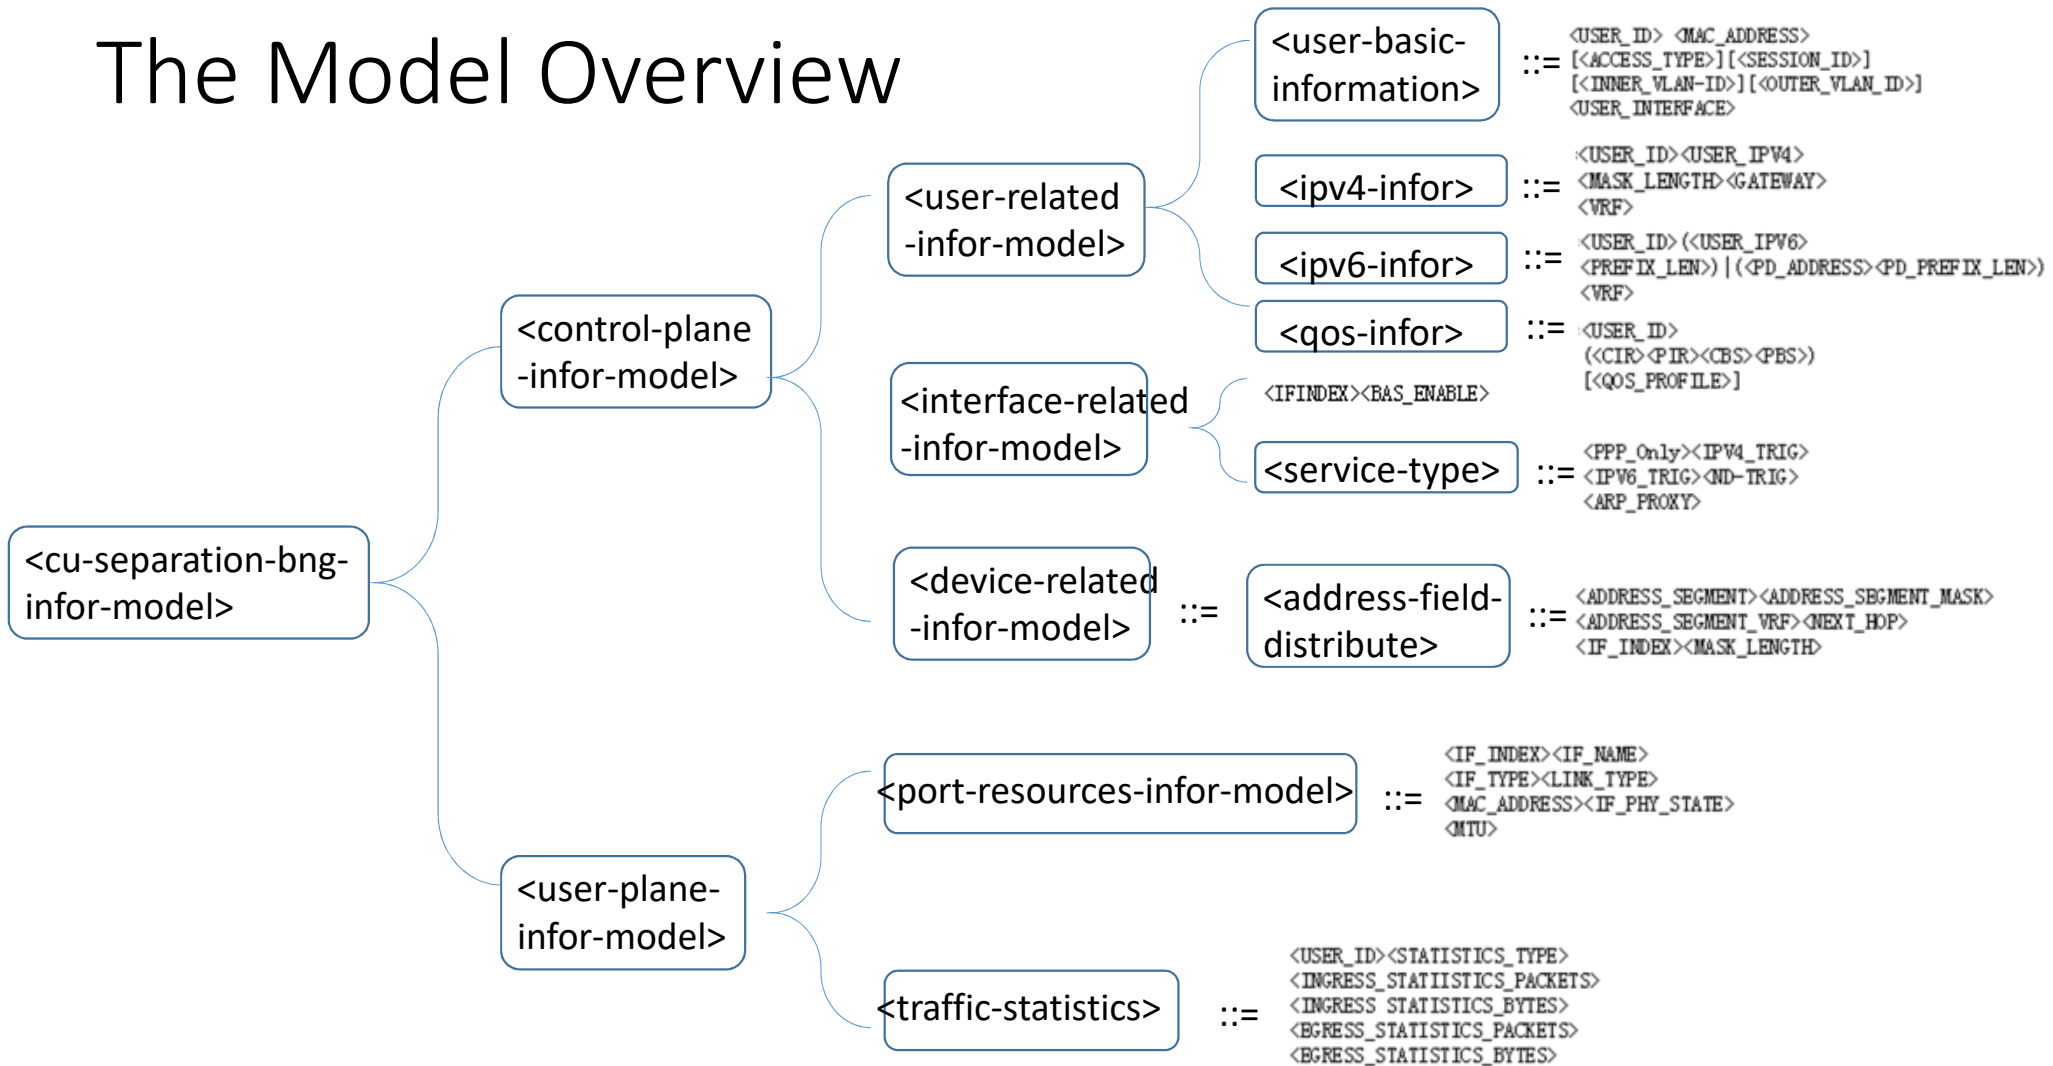 The Model Overview
<user-basic-
information>
::=
<USER_ID> <MAC_ADDRESS>
[<ACCESS_TYPE>][<SESSION_ID>]
[<INNER_VLAN-ID>][<OUTER_VLAN_ID>]
<USER_INTERFACE>
<user-related
-infor-model>
<ipv4-infor>
::=
<USER_ID><USER_IPV4>
<MASK_LENGTH><GATEWAY>
<VRF>
<ipv6-infor>
::=
<USER_ID>(<USER_IPV6>
<PREFIX_LEN>)|(<PD_ADDRESS><PD_PREFIX_LEN>)
<VRF>
<qos-infor>
::=
<USER_ID>
(<CIR><PIR><CBS><PBS>)
[<QOS_PROFILE>]
<control-plane
-infor-model>
<interface-related
-infor-model>
<IFINDEX><BAS_ENABLE>
<service-type>
::=
<PPP_Only><IPV4_TRIG>
<IPV6_TRIG><ND-TRIG>
<ARP_PROXY>
<cu-separation-bng-
infor-model>
<device-related
-infor-model>
::=
<address-field-
distribute>
::=
<ADDRESS_SEGMENT><ADDRESS_SEGMENT_MASK>
<ADDRESS_SEGMENT_VRF><NEXT_HOP>
<IF_INDEX><MASK_LENGTH>
<port-resources-infor-model>
::=
<IF_INDEX><IF_NAME>
<IF_TYPE><LINK_TYPE>
<MAC_ADDRESS><IF_PHY_STATE>
<MTU>
<user-plane-
infor-model>
<traffic-statistics>
::=
<USER_ID><STATISTICS_TYPE>
<INGRESS_STATIISTICS_PACKETS>
<INGRESS STATISTICS_BYTES>
<EGRESS_STATISTICS_PACKETS>
<EGRESS_STATISTICS_BYTES>